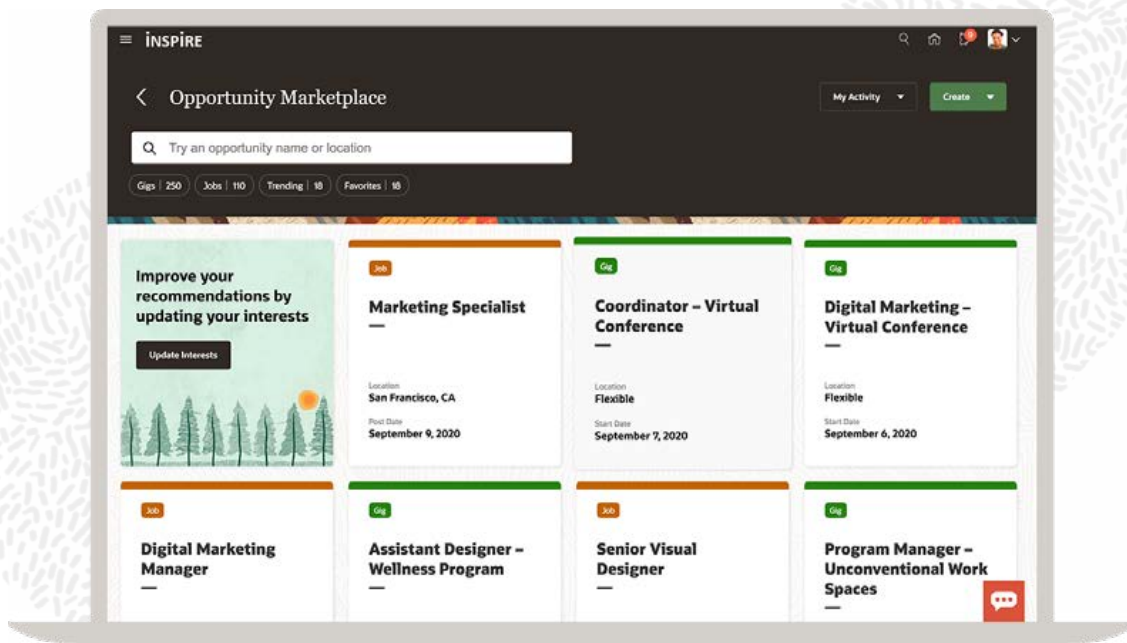 iNSPiRE
9
Opportunity Marketplace
My Activity
Create
Try an opportunity name or location
Gigs | 250
Jobs | 110
Trending | 18
Favorites | 18
Improve your
recommendations by
updating your interests
Update Interests
Job
Marketing Specialist
Location
San Francisco, CA
Post Date
September 9, 2020
Gig
Coordinator – Virtual
Conference
Location
Flexible
Start Date
September 7, 2020
Gig
Digital Marketing –
Virtual Conference
Location
Flexible
Start Date
September 6, 2020
Job
Digital Marketing
Manager
Gig
Assistant Designer –
Wellness Program
Job
Senior Visual
Designer
Gig
Program Manager –
Unconventional Work
Spaces